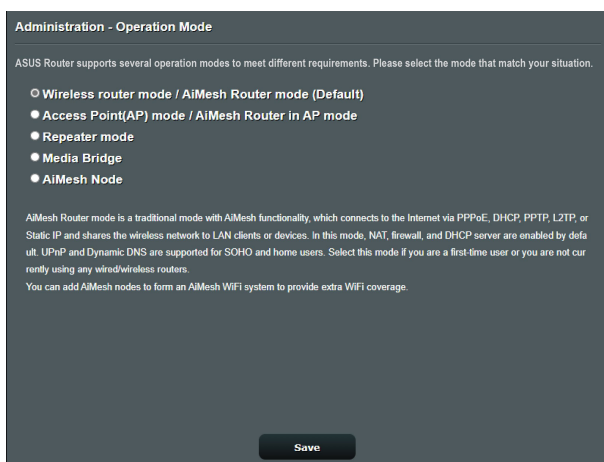 Administration - Operation Mode
ASUS Router supports several operation modes to meet different requirements. Please select the mode that match your situation.
Wireless router mode / AiMesh Router mode (Default)
Access Point(AP) mode / AiMesh Router in AP mode
Repeater mode
Media Bridge
AiMesh Node
AiMesh Router mode is a traditional mode with AiMesh functionality, which connects to the Internet via PPPoE, DHCP, PPTP, L2TP, or
Static IP and shares the wireless network to LAN clients or devices. In this mode, NAT, firewall, and DHCP server are enabled by defa
ult. UPnP and Dynamic DNS are supported for SOHO and home users. Select this mode if you are a first-time user or you are not cur
rently using any wired/wireless routers.
You can add AiMesh nodes to form an AiMesh WiFi system to provide extra WiFi coverage.
Save